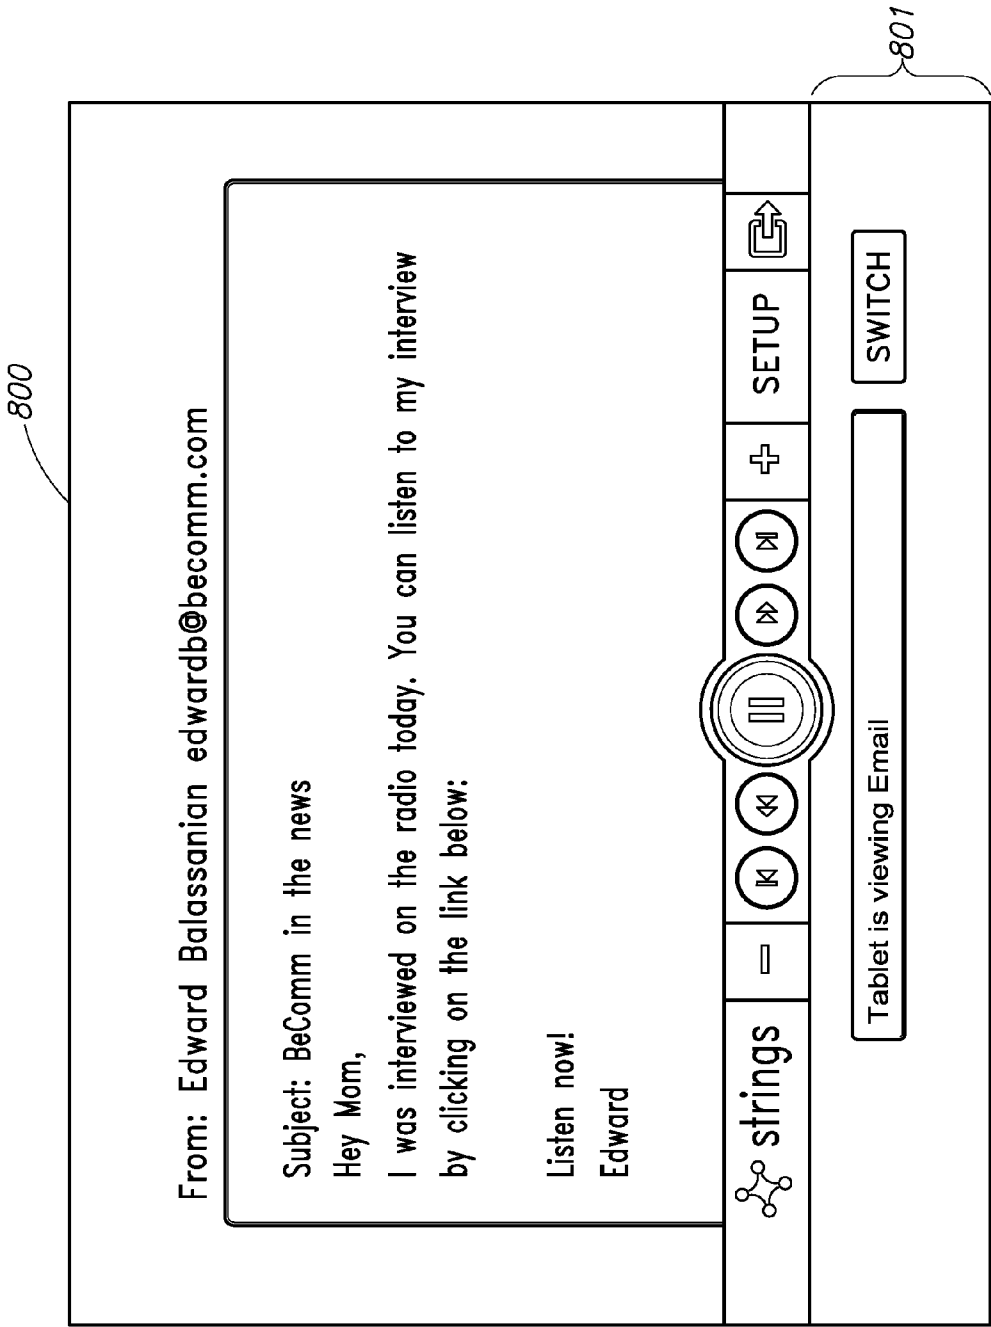 800
From: Edward Balassanian edwardb@becomm.com
Subject: BeComm in the news
Hey Mom,
I was interviewed on the radio today. You can listen to my interview
by clicking on the link below:
Listen now!
Edward
strings
SETUP
Tablet is viewing Email
SWITCH
801